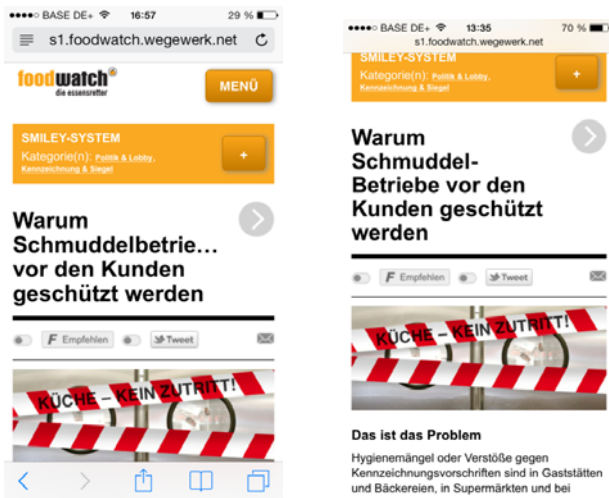 BASE DE+ 16:57 29 %
s1.foodwatch.wegewerk.net
foodwatch®
die essensretter
MENÜ
SMILEY-SYSTEM
Kategorie(n): Politik & Lobby,
Kennzeichnung & Siegel
+
Warum
Schmuddelbetrie...
vor den Kunden
geschützt werden
F Empfehlen Tweet
KÜCHE – KEIN ZUTRITT!
BASE DE+ 13:35 70 %
s1.foodwatch.wegewerk.net
SMILEY-SYSTEM
Kategorie(n): Politik & Lobby,
Kennzeichnung & Siegel
+
Warum
Schmuddel-
Betriebe vor den
Kunden geschützt
werden
F Empfehlen Tweet
KÜCHE – KEIN ZUTRITT!
Das ist das Problem
Hygienemängel oder Verstöße gegen
Kennzeichnungsvorschriften sind in Gaststätten
und Bäckereien, in Supermärkten und bei